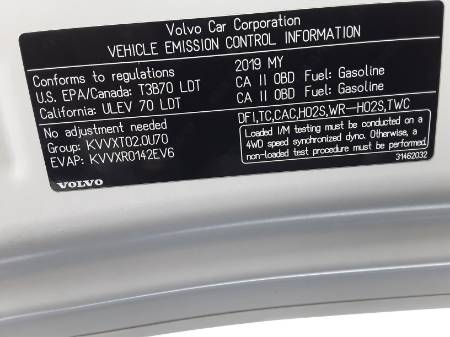 Volvo Car Corporation
VEHICLE EMISSION CONTROL INFORMATION
Conforms to regulations 2019 MY
U.S. EPA/Canada: T3B70 LDT CA II OBD Fuel: Gasoline
California: ULEV 70 LDT CA II OBD Fuel: Gasoline
No adjustment needed DFI,TC,CAC,HO2S,WR-HO2S,TWC
Group: KVVXT02.0U70
EVAP: KVVXR0142EV6
Loaded I/M testing must be conducted on a
4WD speed synchronized dyno. Otherwise, a
non-loaded test procedure must be performed.
31462032
VOLVO